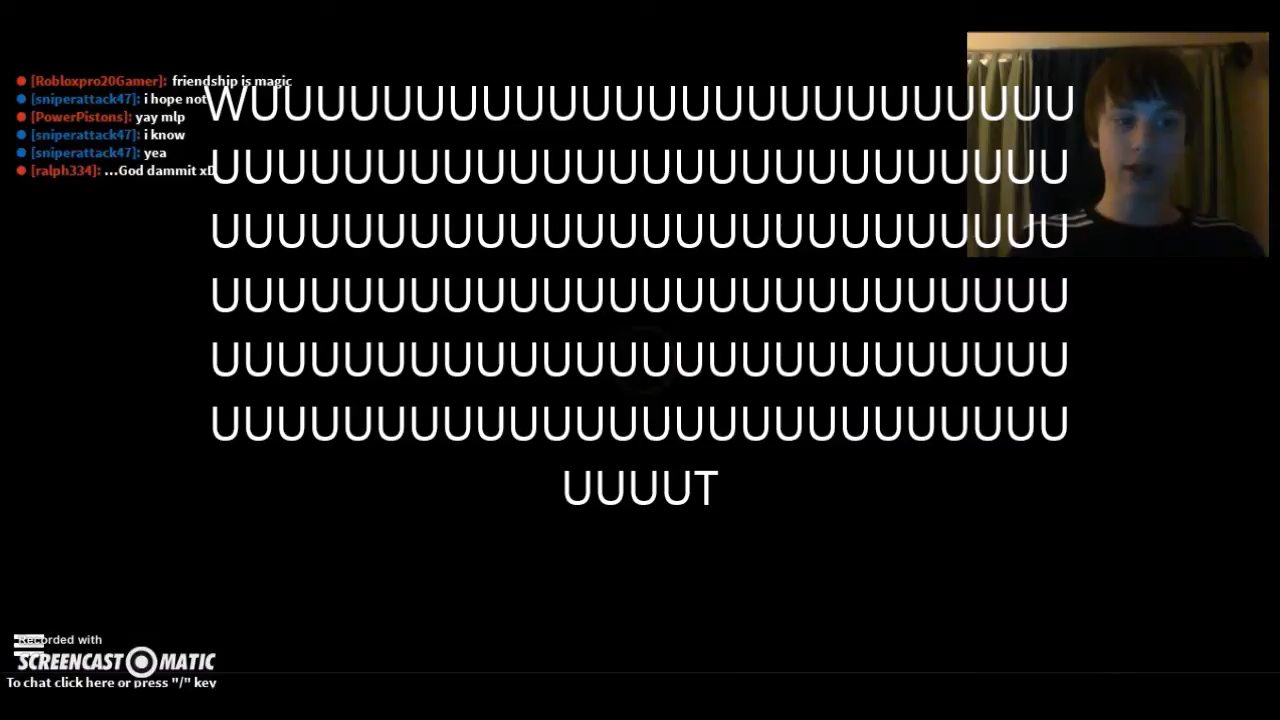 [Robloxpro20Gamer]: friendship is magic
[sniperattack47]: i hope not
[PowerPistons]: yay mlp
[sniperattack47]: i know
[sniperattack47]: yea
[ralph334]: ...God dammit xD
WUUUUUUUUUUUUUUUUUUUUUUUUU
UUUUUUUUUUUUUUUUUUUUUUUUUU
UUUUUUUUUUUUUUUUUUUUUUUUUU
UUUUUUUUUUUUUUUUUUUUUUUUUU
UUUUUUUUUUUUUUUUUUUUUUUUUU
UUUUUUUUUUUUUUUUUUUUUUUUUU
UUUUT
Recorded with
SCREENCAST-O-MATIC
To chat click here or press "/" key